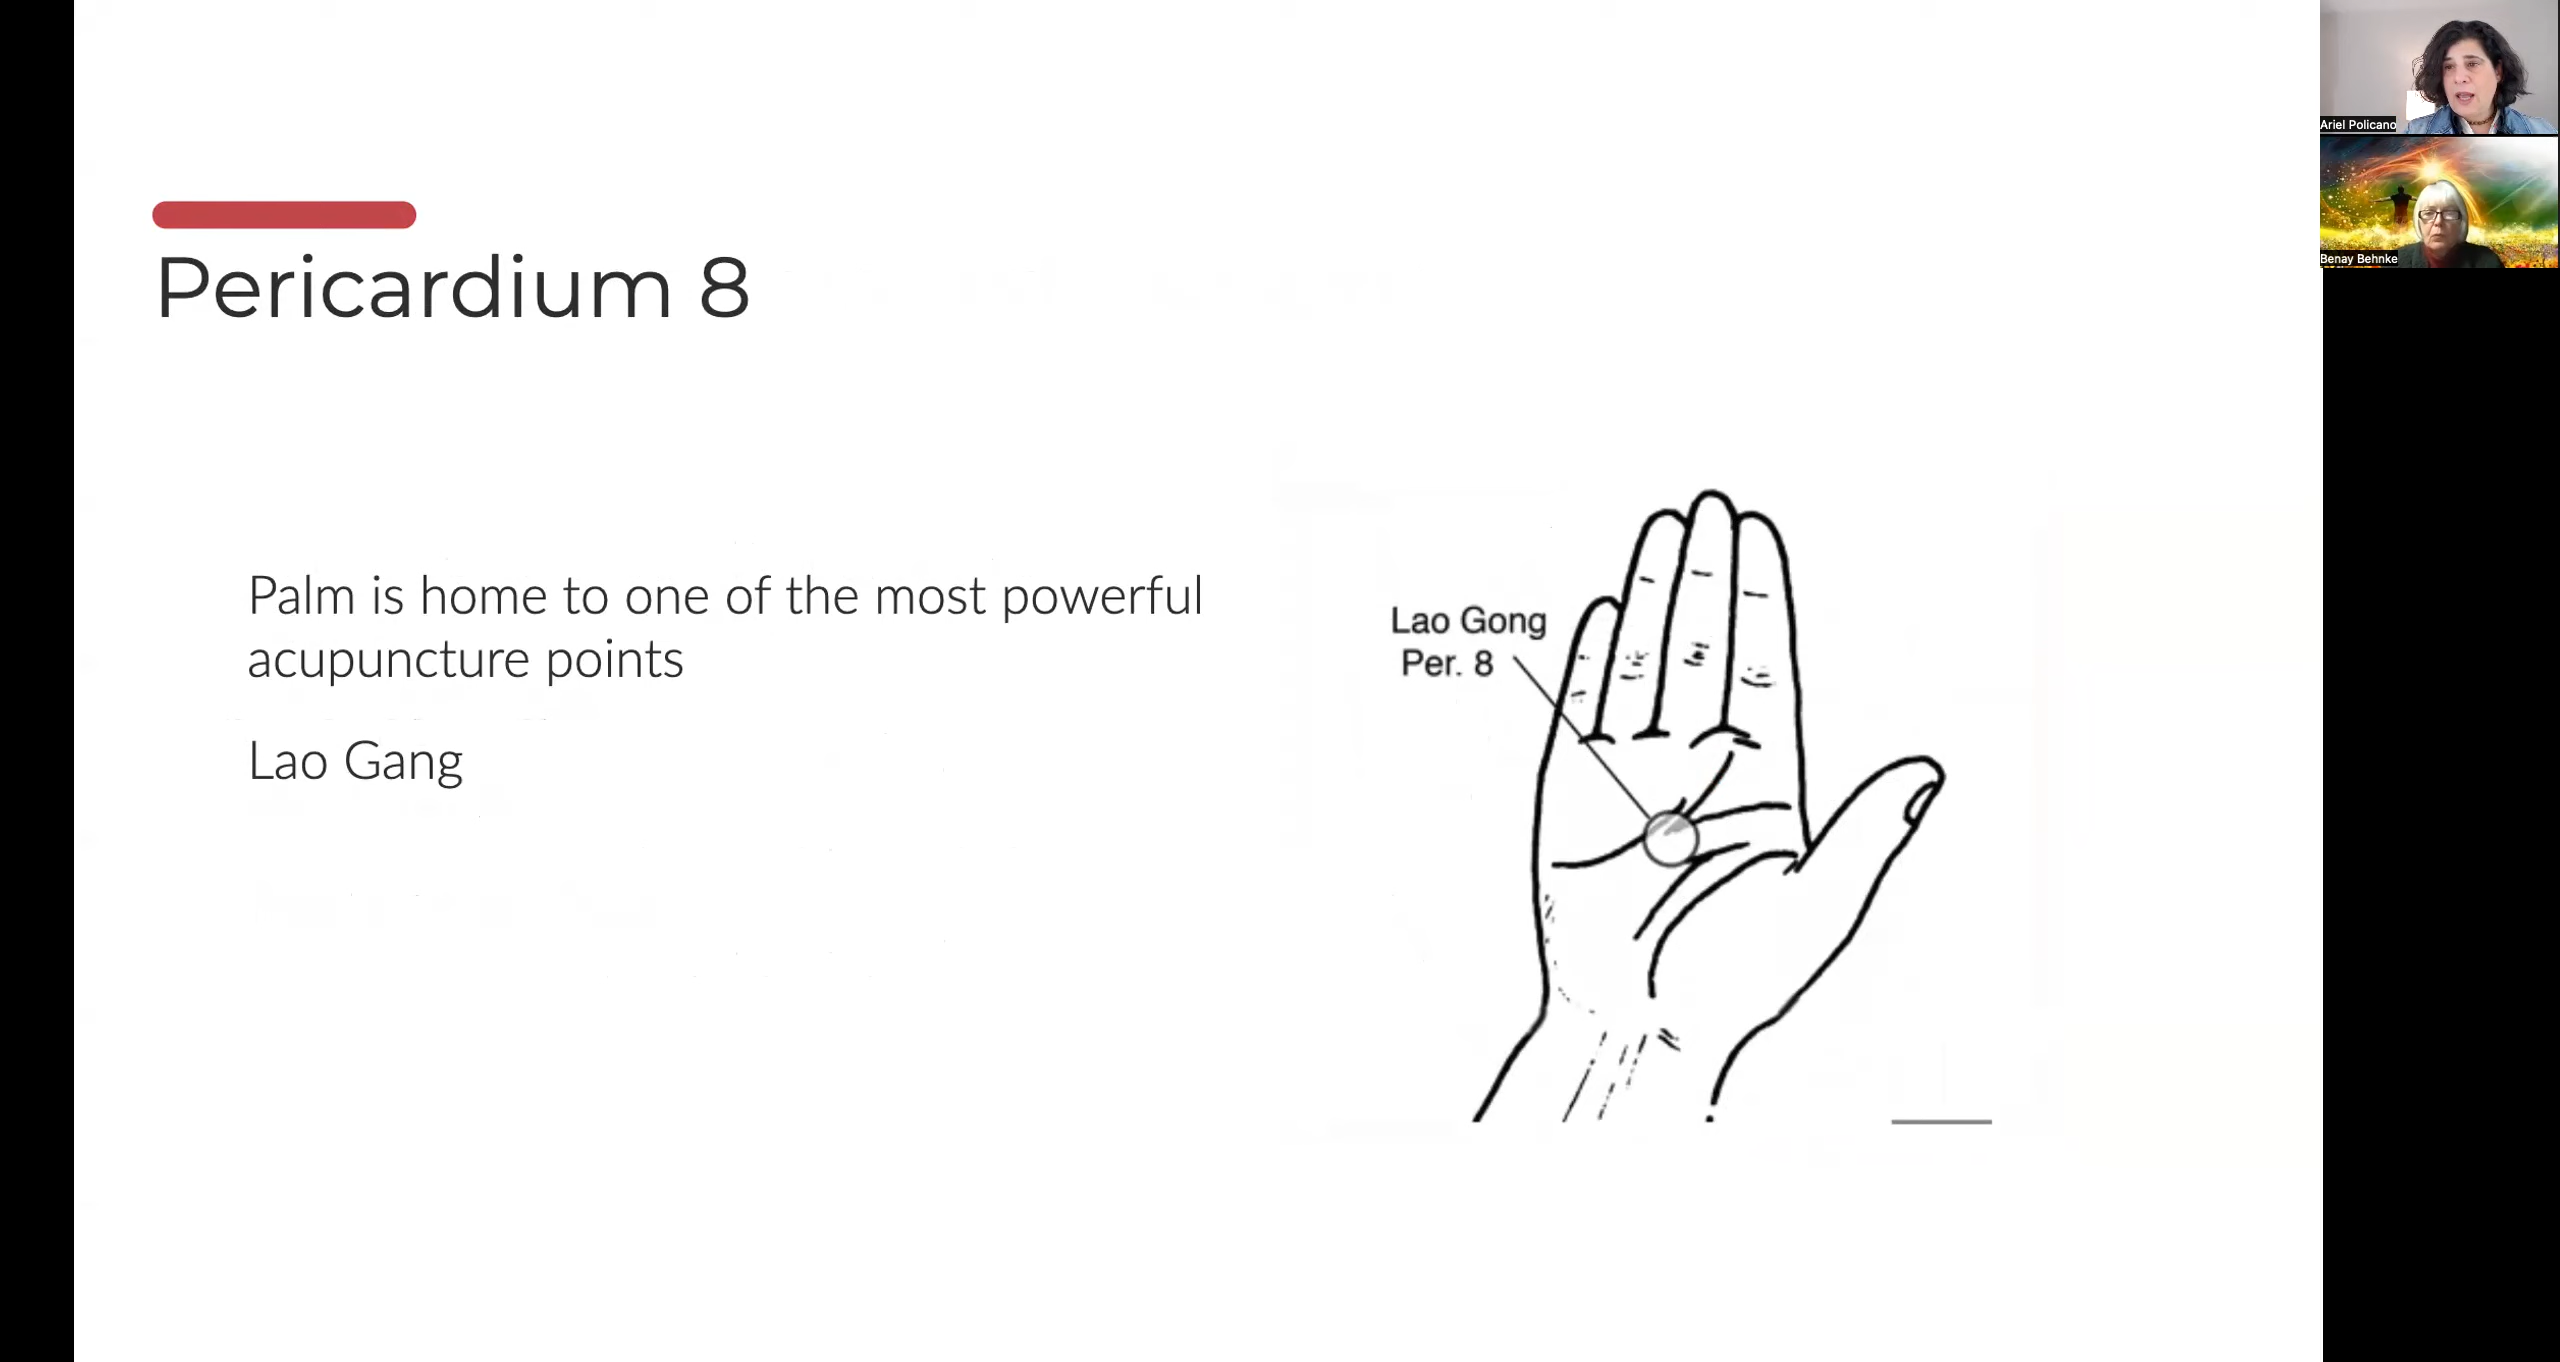 Pericardium 8
Palm is home to one of the most powerful
acupuncture points
Lao Gang
Lao Gong
Per. 8
Ariel Policano
Benay Behnke